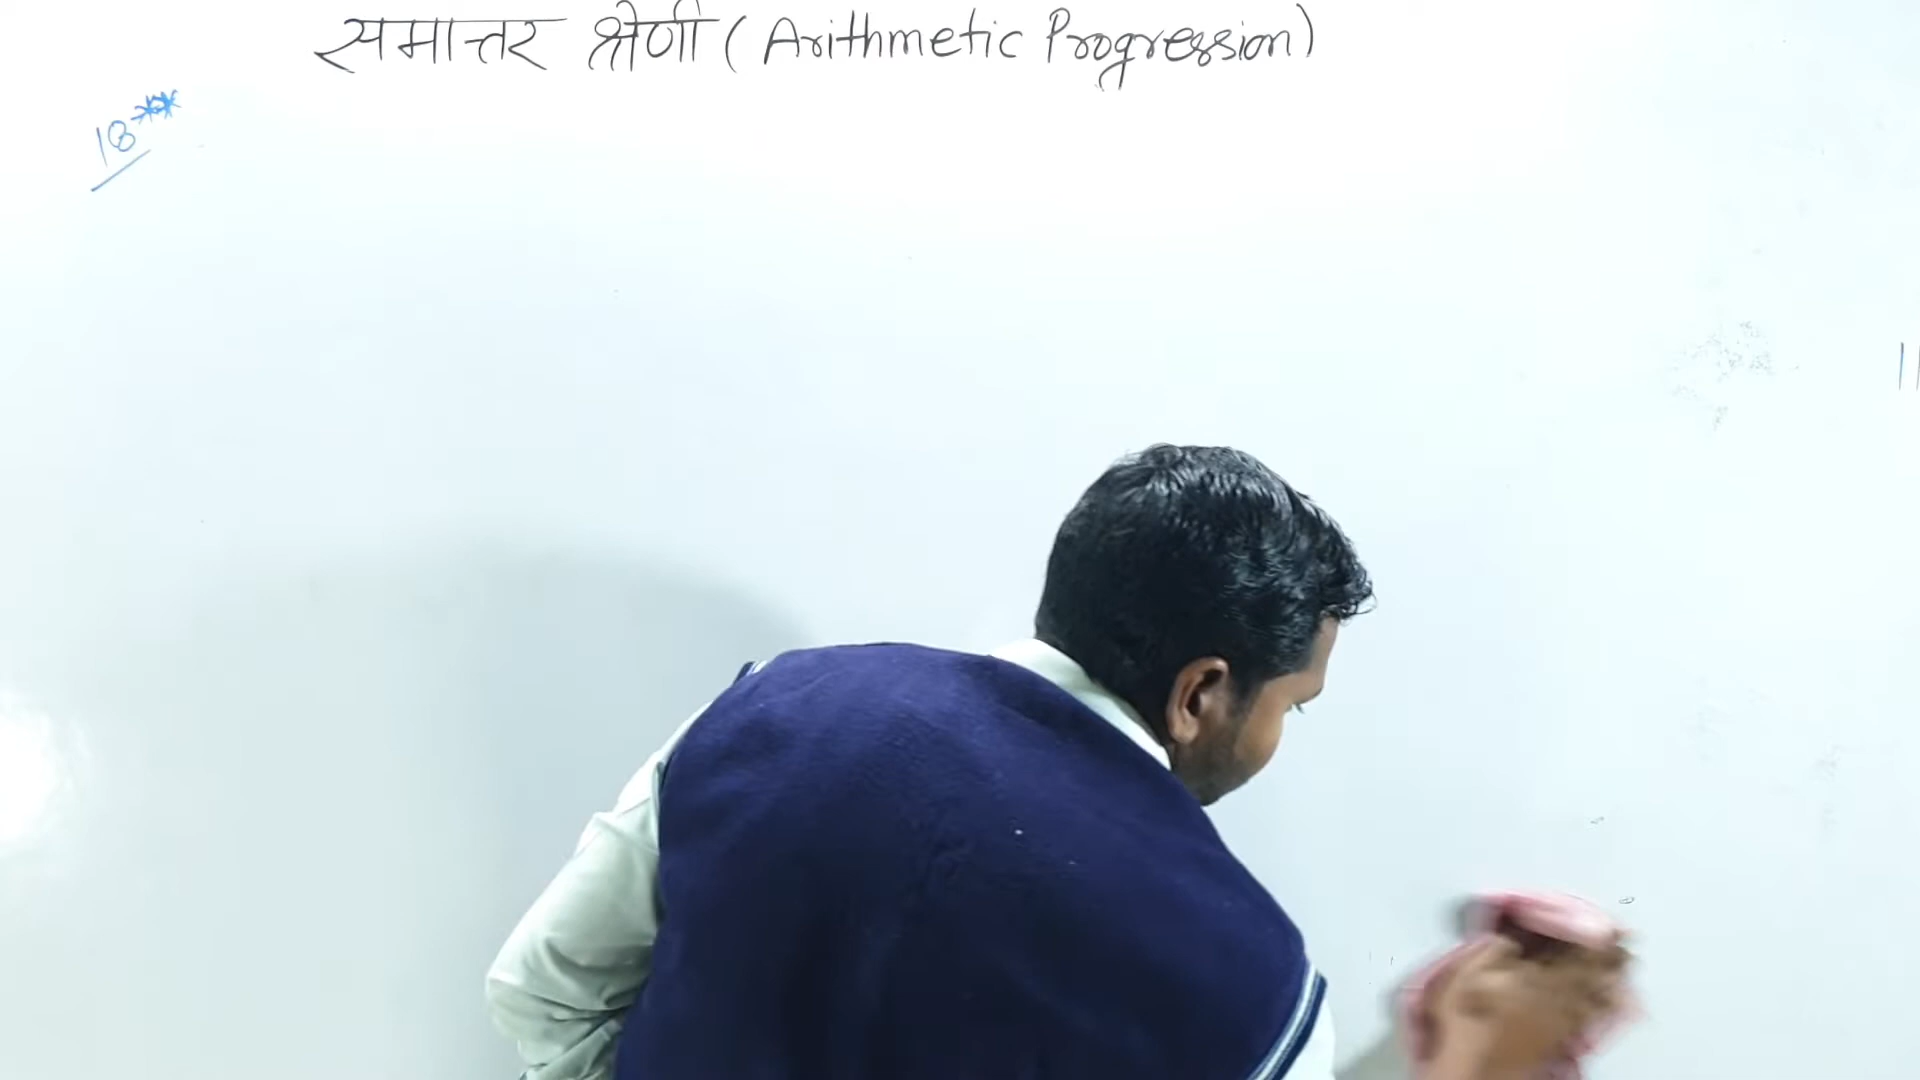 समान्तर श्रेणी ( Arithmetic Progression)
18***